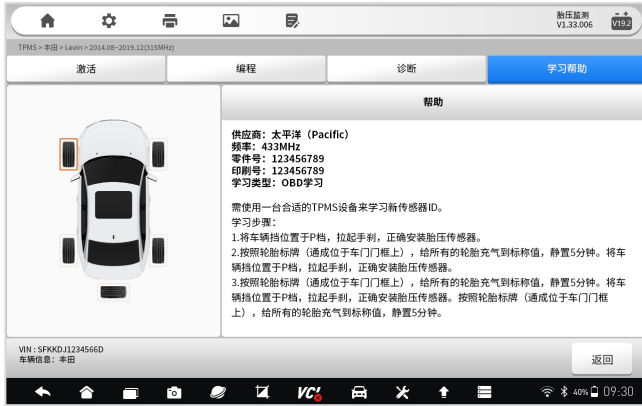 胎压监测
V1.33.006
V19.2
TPMS > 丰田 > Levin > 2014.08-2019.12(315MHz)
激活
编程
诊断
学习帮助
帮助
供应商：太平洋（Pacific）
频率：433MHz
零件号：123456789
印刷号：123456789
学习类型：OBD学习
需使用一台合适的TPMS设备来学习新传感器ID。
学习步骤：
1.将车辆挡位置于P档，拉起手刹，正确安装胎压传感器。
2.按照轮胎标牌（通成位于车门门框上），给所有的轮胎充气到标称值，静置5分钟。将车
辆挡位置于P档，拉起手刹，正确安装胎压传感器。
3.按照轮胎标牌（通成位于车门门框上），给所有的轮胎充气到标称值，静置5分钟。将车
辆挡位置于P档，拉起手刹，正确安装胎压传感器。按照轮胎标牌（通成位于车门门框
上），给所有的轮胎充气到标称值，静置5分钟。
VIN : SFKKDJ1234566D
车辆信息：丰田
返回
VCI
40%
09:30